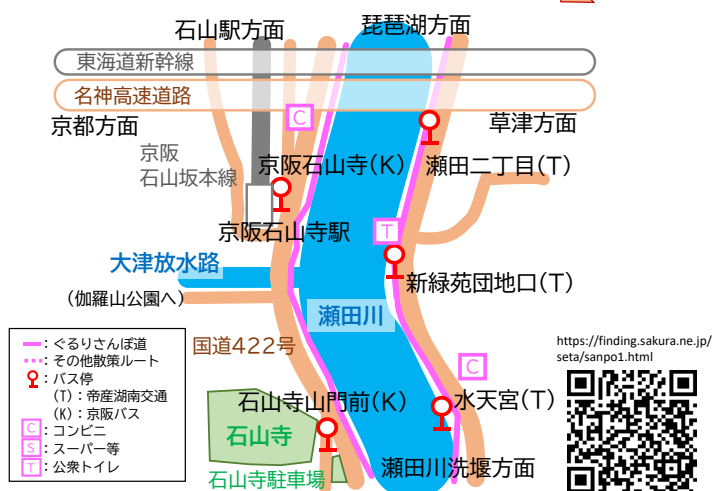 石山駅方面
琵琶湖方面
東海道新幹線
名神高速道路
京都方面
草津方面
C
京阪
石山坂本線
京阪石山寺(K)
瀬田二丁目(T)
京阪石山寺駅
T
大津放水路
新緑苑団地口(T)
(伽羅山公園へ)
瀬田川
国道422号
https://finding.sakura.ne.jp/
seta/sanpo1.html
：ぐるりさんぽ道
：その他散策ルート
：バス停
(T)：帝産湖南交通
(K)：京阪バス
C：コンビニ
S：スーパー等
T：公衆トイレ
C
石山寺山門前(K)
水天宮(T)
石山寺
瀬田川洗堰方面
石山寺駐車場